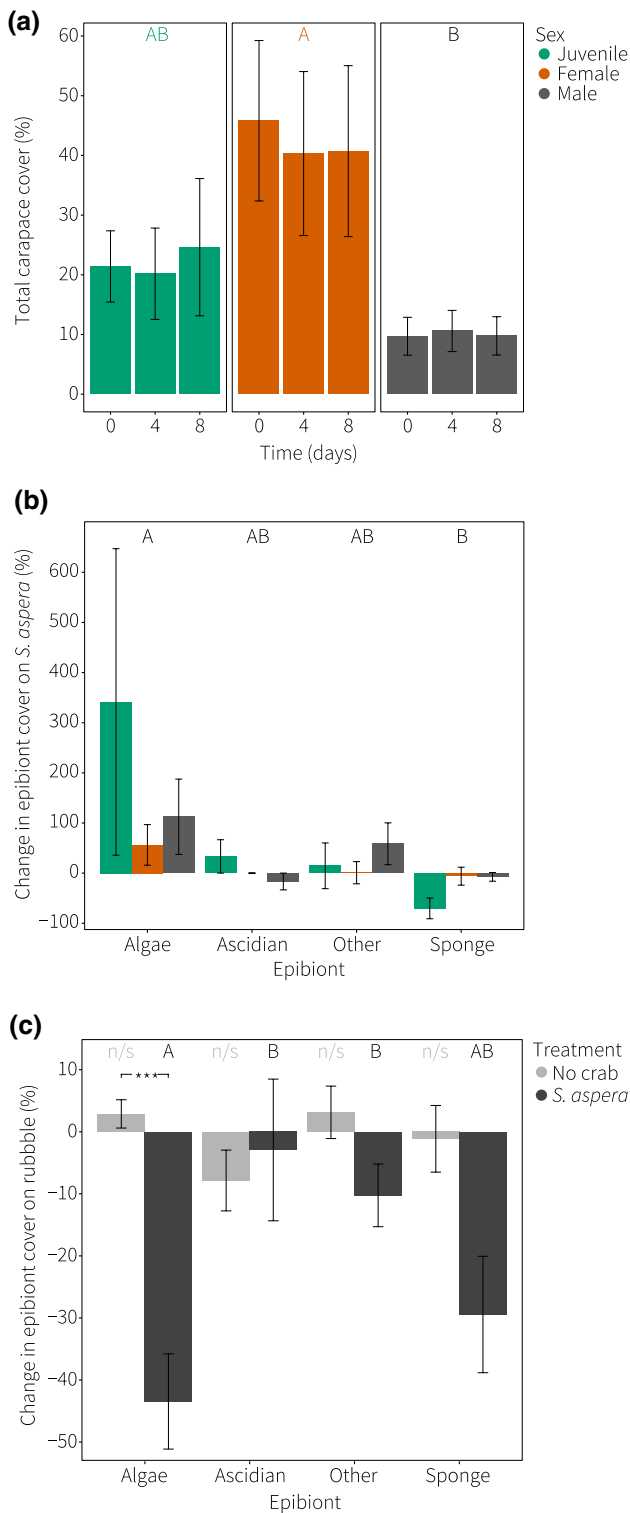 (a)
AB A B
Sex
Juvenile
Female
Male
Total carapace cover (%)
60
50
40
30
20
10
0
0 4 8 0 4 8 0 4 8
Time (days)
(b)
A AB AB B
Change in epibiont cover on S. aspera (%)
600
500
400
300
200
100
0
−100
Algae Ascidian Other Sponge
Epibiont
(c)
n/s A n/s B n/s B n/s AB
***
Treatment
No crab
S. aspera
Change in epibiont cover on rubbble (%)
10
0
−10
−20
−30
−40
−50
Algae Ascidian Other Sponge
Epibiont